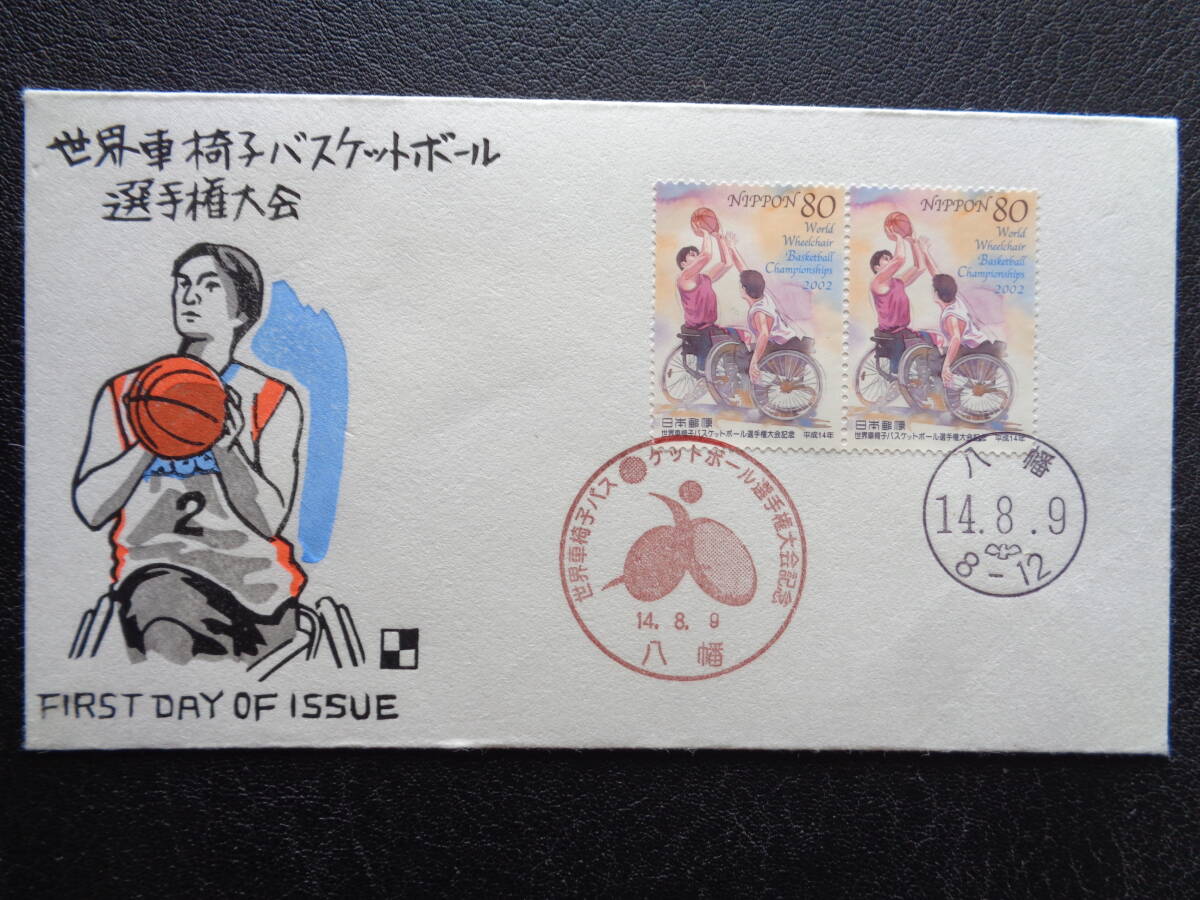 世界車椅子バスケットボール
選手権大会
2
FIRST DAY OF ISSUE
NIPPON 80
World
Wheelchair
Basketball
Championships
2002
日本郵便
世界車椅子バスケットボール選手権大会記念 平成14年
NIPPON 80
World
Wheelchair
Basketball
Championships
2002
日本郵便
世界車椅子バスケットボール選手権大会記念 平成14年
世界車椅子バス ケットボール選手権大会記念
14. 8. 9
八幡
八幡
14.8.9
8-12